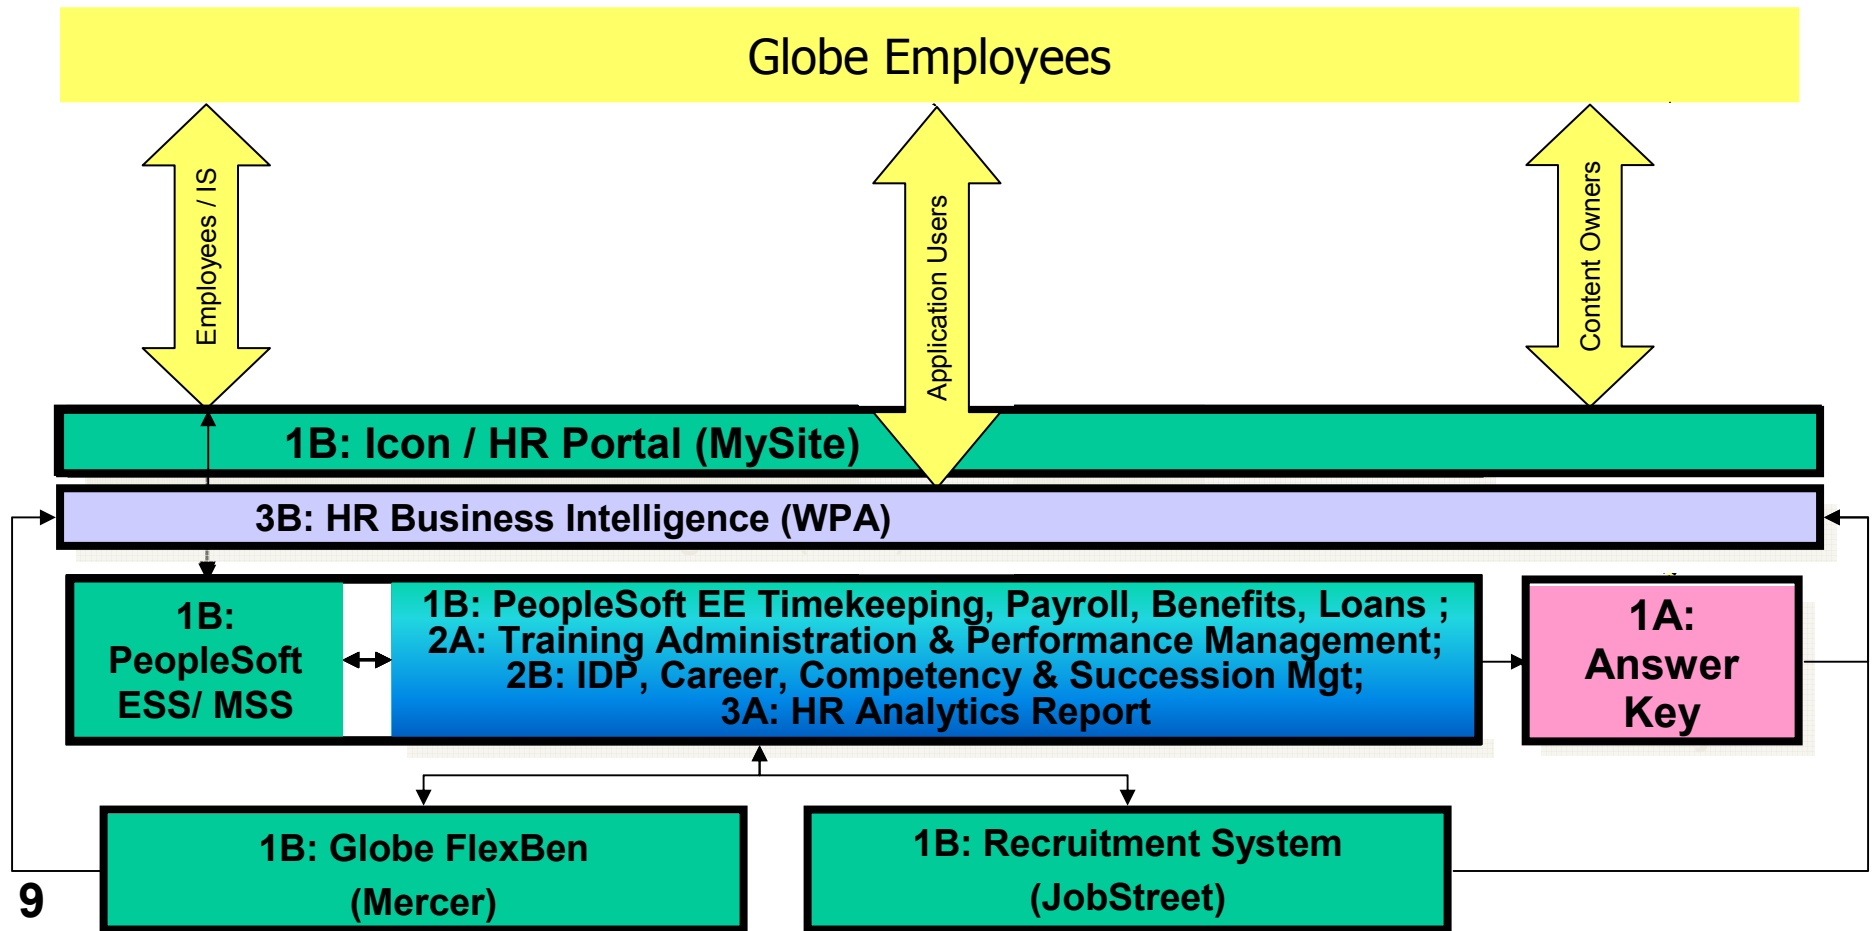 Globe Employees
Employees / IS
Application Users
Content Owners
1B: Icon / HR Portal (MySite)
3B: HR Business Intelligence (WPA)
1B:
PeopleSoft
ESS/ MSS
1B: PeopleSoft EE Timekeeping, Payroll, Benefits, Loans ;
2A: Training Administration & Performance Management;
2B: IDP, Career, Competency & Succession Mgt;
3A: HR Analytics Report
1A:
Answer
Key
1B: Globe FlexBen
(Mercer)
1B: Recruitment System
(JobStreet)
9